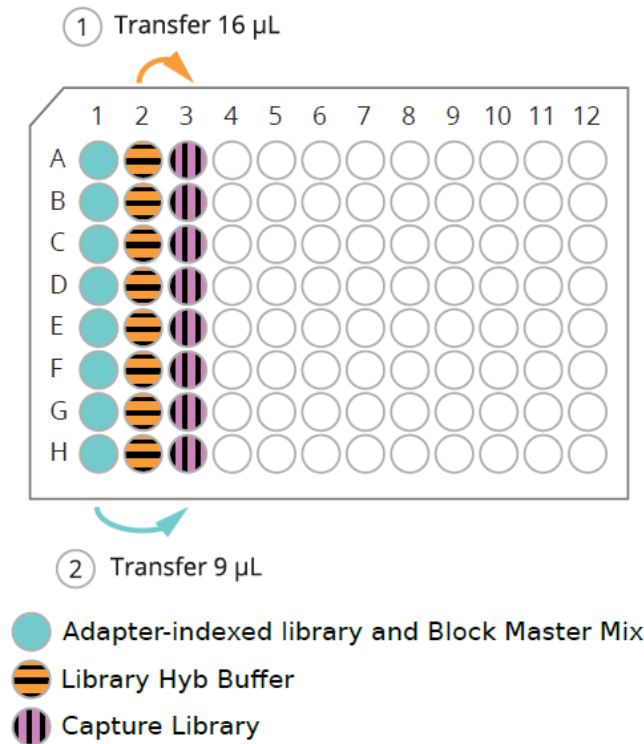 1 Transfer 16 µL
1 2 3 4 5 6 7 8 9 10 11 12
A
B
C
D
E
F
G
H
2 Transfer 9 µL
Adapter-indexed library and Block Master Mix
Library Hyb Buffer
Capture Library